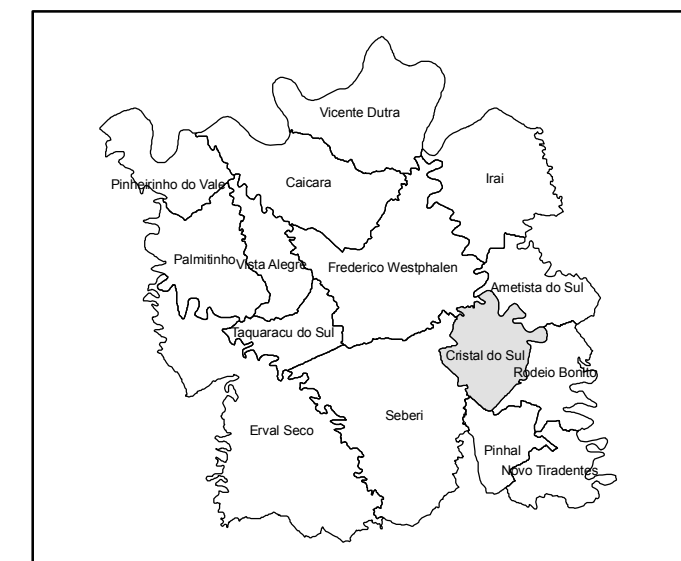 Vicente Dutra
Pinheirinho do Vale
Caicara
Irai
Palmitinho
Vista Alegre
Frederico Westphalen
Ametista do Sul
Taquaracu do Sul
Cristal do Sul
Rodeio Bonito
Erval Seco
Seberi
Pinhal
Novo Tiradentes